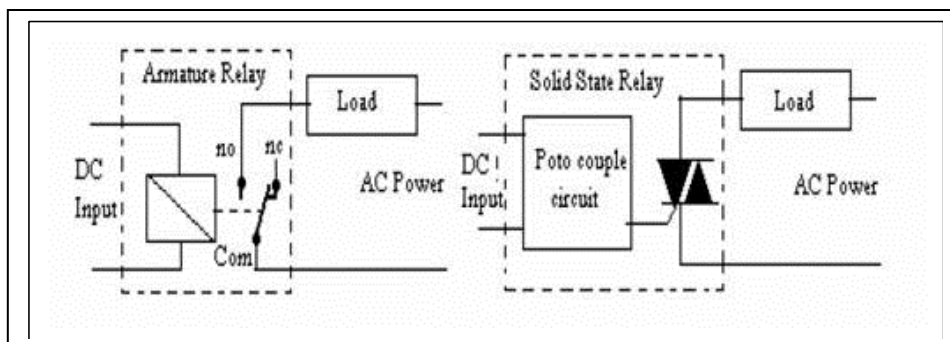 Armature Relay
Load
no
nc
DC
Input
AC Power
Com
Solid State Relay
Load
DC
Input
Poto couple
circuit
AC Power